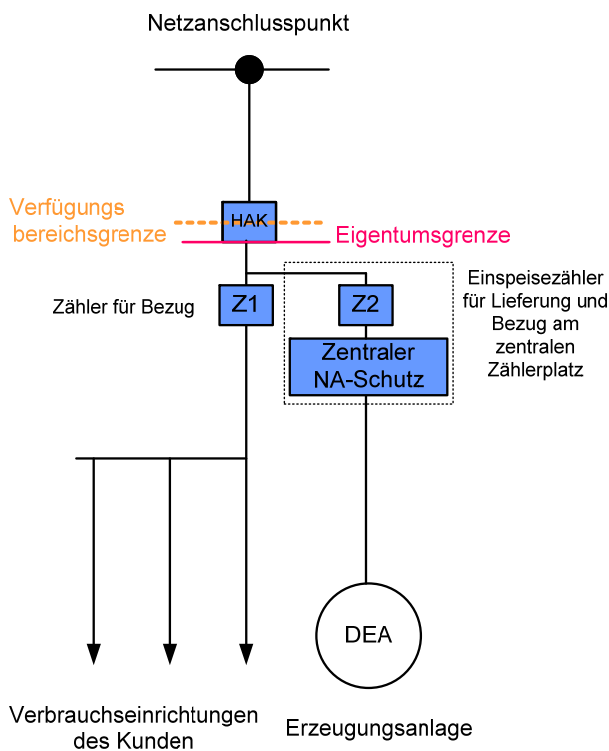 Netzanschlusspunkt
Verfügungs
bereichsgrenze
HAK
Eigentumsgrenze
Zähler für Bezug
Z1
Z2
Einspeisezähler
für Lieferung und
Bezug am
zentralen
Zählerplatz
Zentraler
NA-Schutz
DEA
Verbrauchseinrichtungen
des Kunden
Erzeugungsanlage